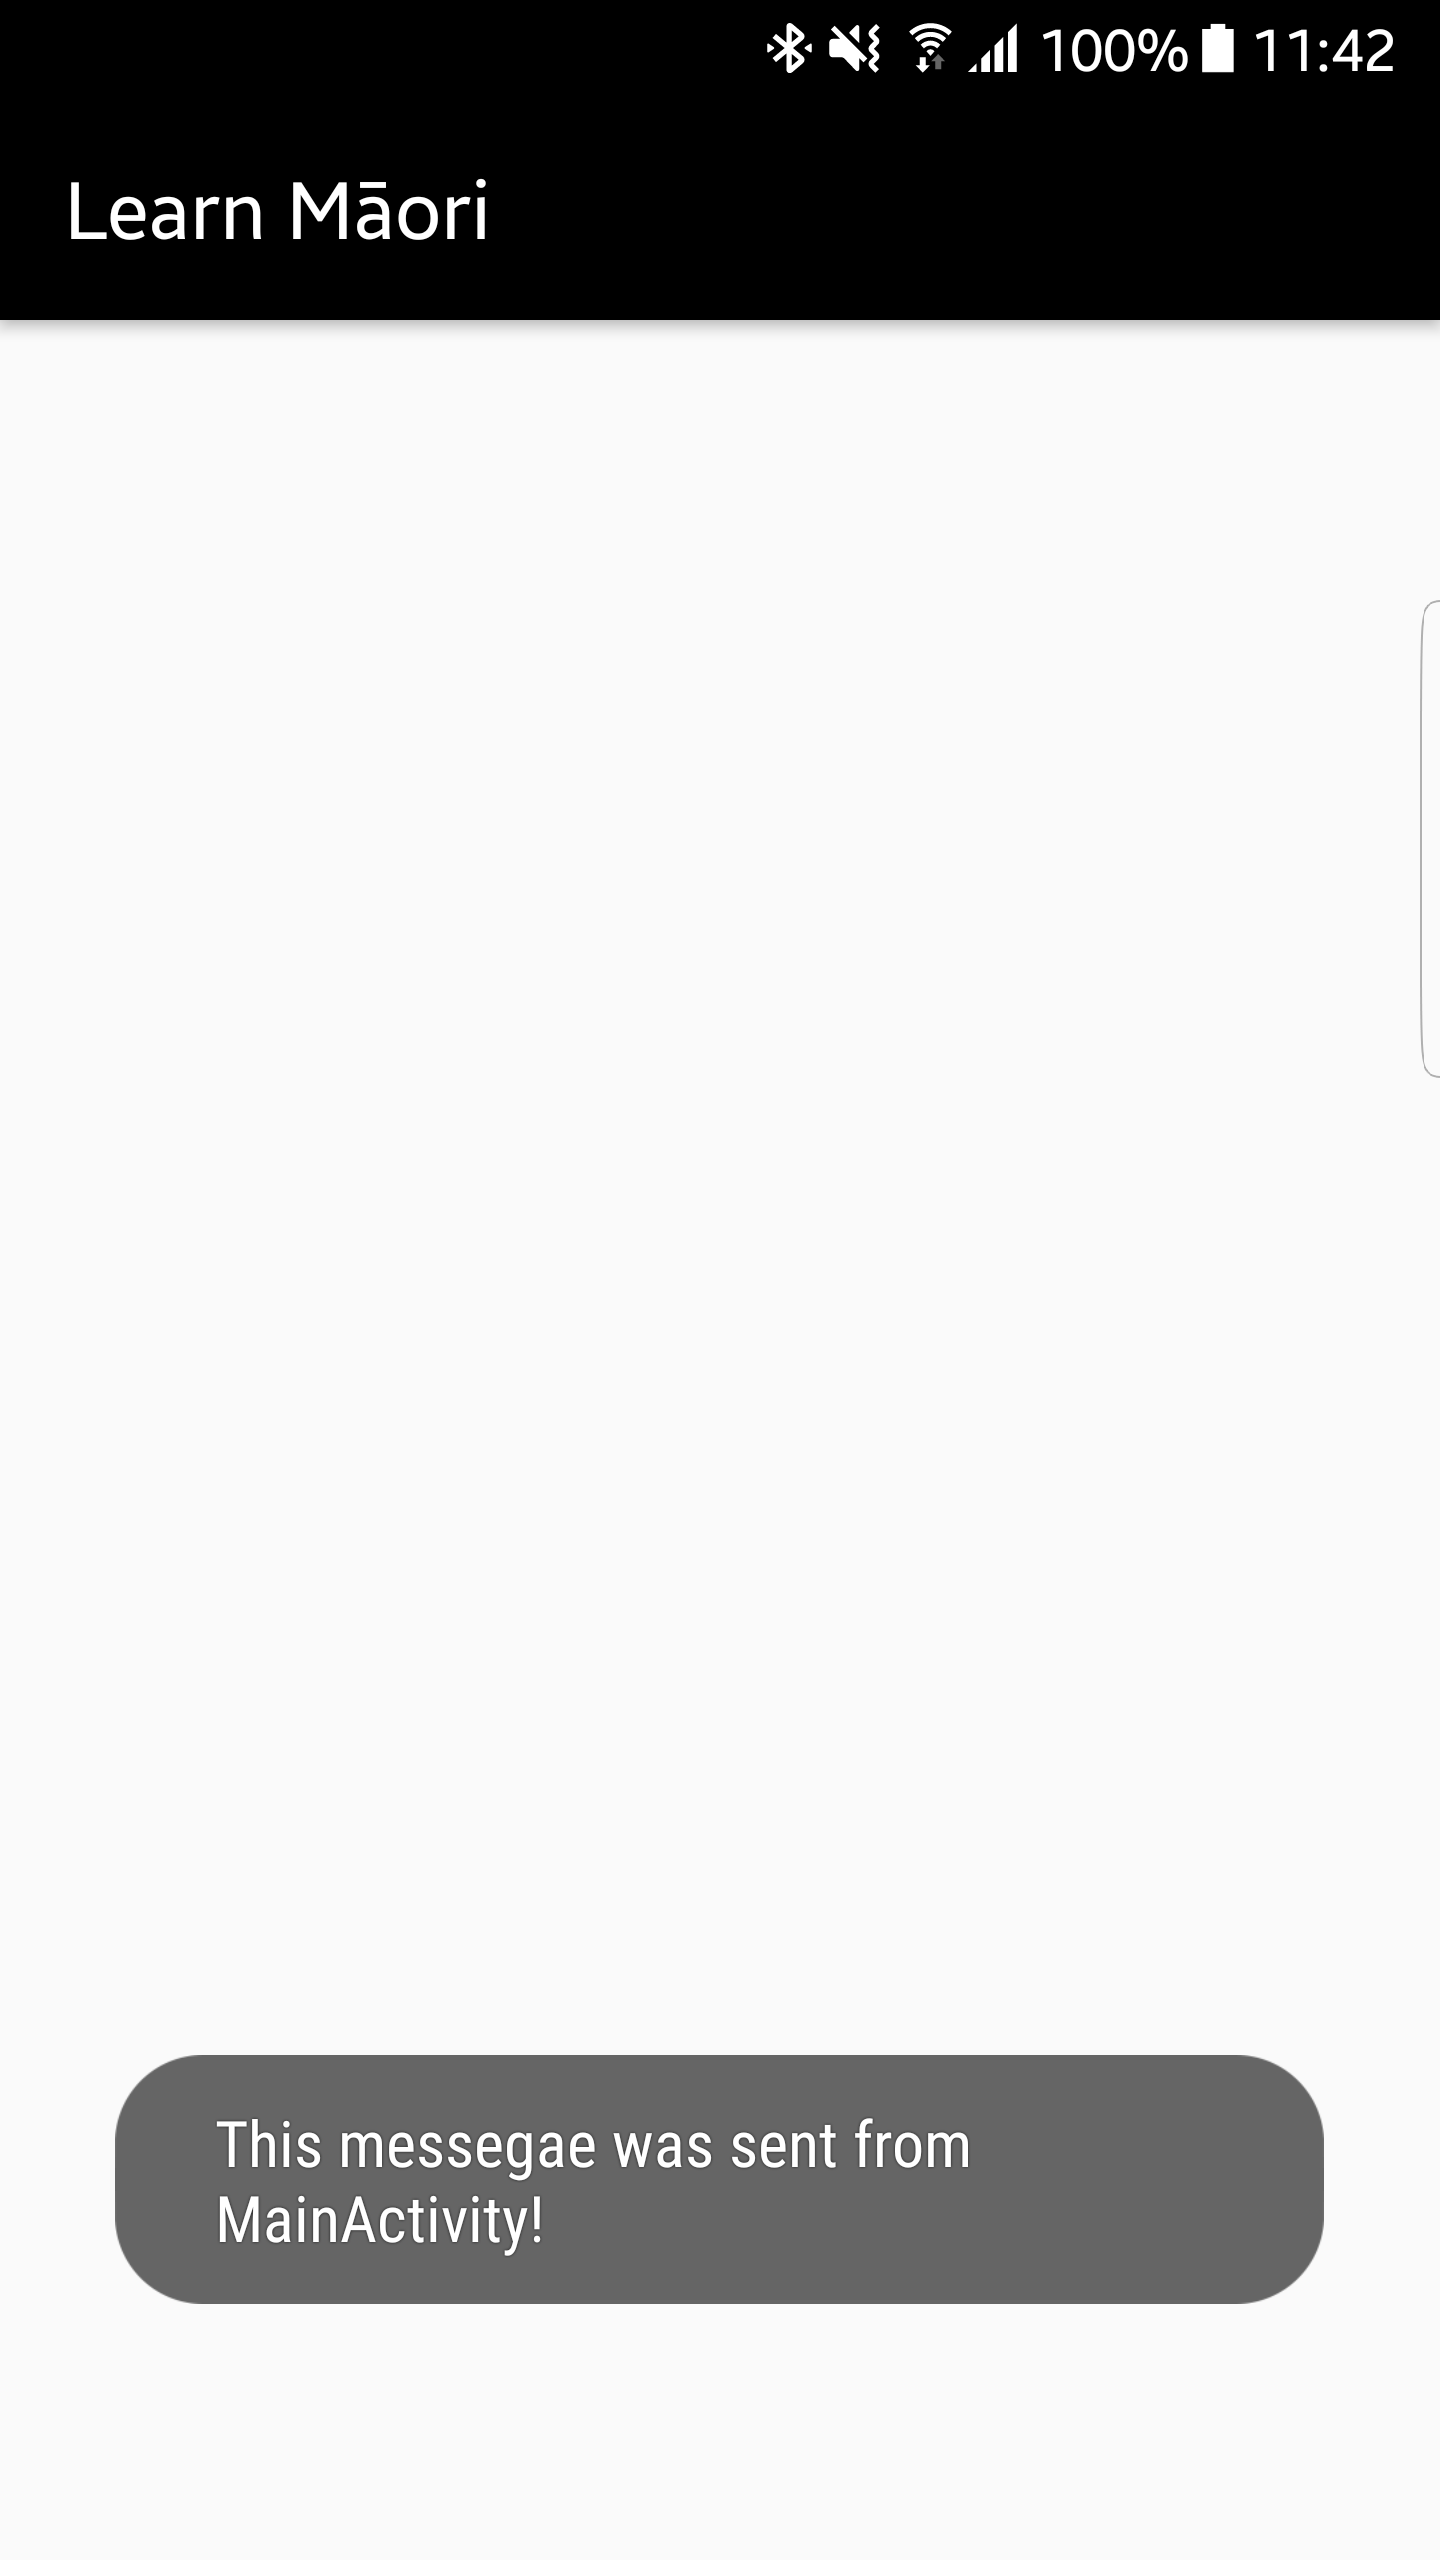 100% 11:42
Learn Māori
This messegae was sent from
MainActivity!